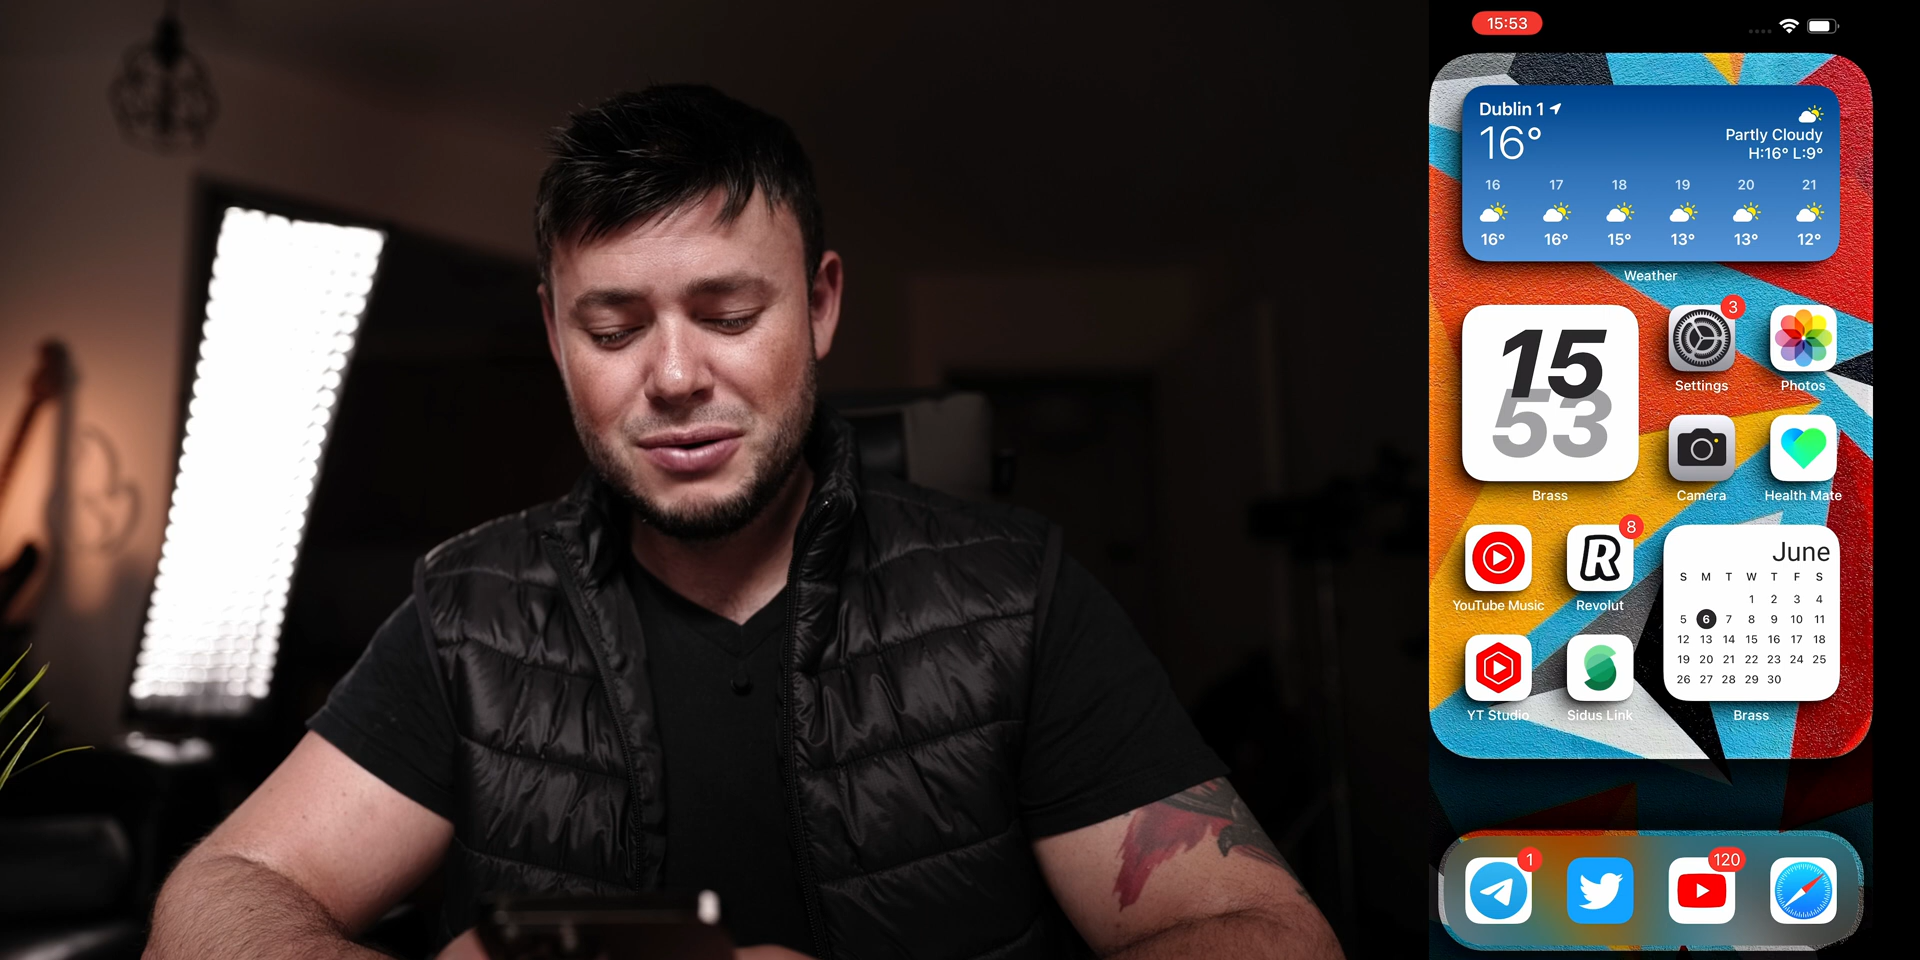 15:53
Dublin 1
16°
Partly Cloudy
H:16° L:9°
16 17 18 19 20 21
16° 16° 15° 13° 13° 12°
Weather
15
53
Brass
3
Settings
Photos
Camera
Health Mate
YouTube Music
8
R
Revolut
YT Studio
Sidus Link
June
S M T W T F S
1 2 3 4
5 6 7 8 9 10 11
12 13 14 15 16 17 18
19 20 21 22 23 24 25
26 27 28 29 30
Brass
1
120